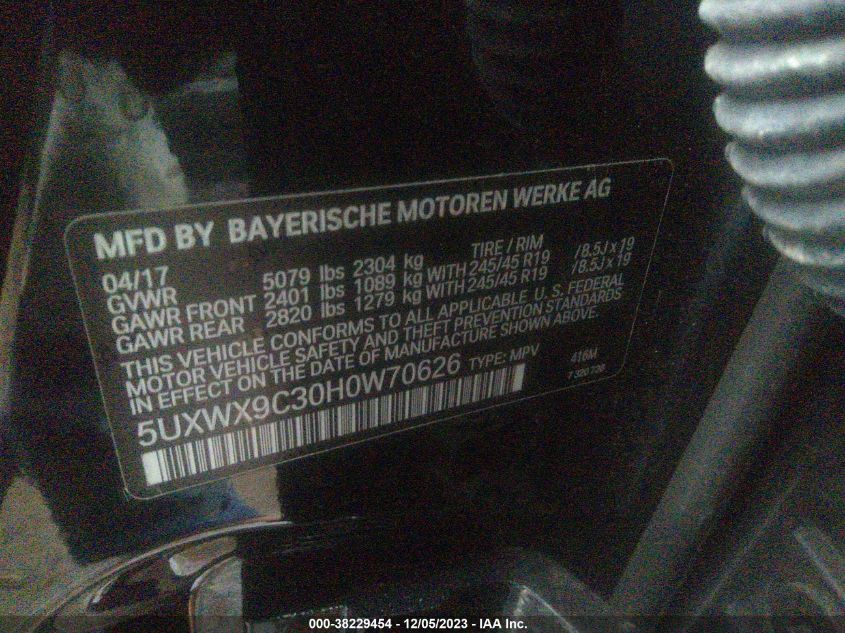 MFD BY BAYERISCHE MOTOREN WERKE AG
04/17 TIRE / RIM
GVWR 5079 lbs 2304 kg
GAWR FRONT 2401 lbs 1089 kg WITH 245/45 R19 /8.5J x 19
GAWR REAR 2820 lbs 1279 kg WITH 245/45 R19 /8.5J x 19
THIS VEHICLE CONFORMS TO ALL APPLICABLE U. S. FEDERAL
MOTOR VEHICLE SAFETY AND THEFT PREVENTION STANDARDS
IN EFFECT ON THE DATE OF MANUFACTURE SHOWN ABOVE.
5UXWX9C30H0W70626 TYPE: MPV 416M
000-38229454 - 12/05/2023 - IAA Inc.